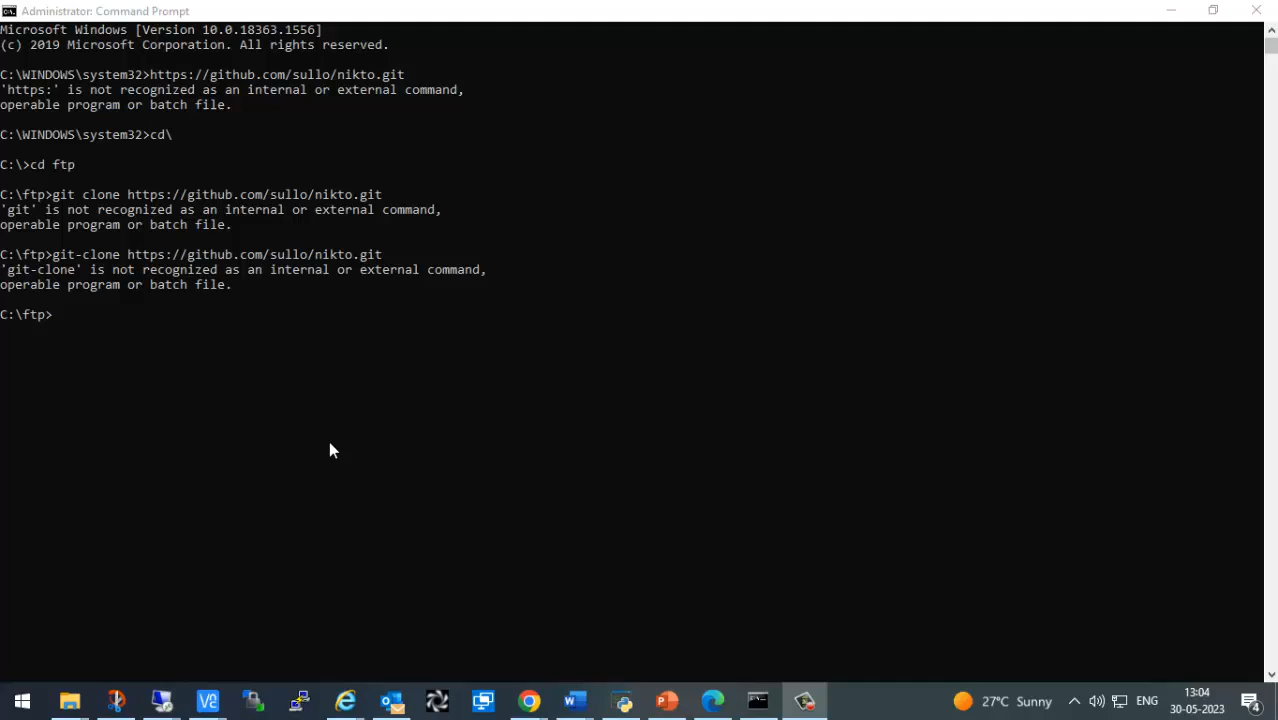 Administrator: Command Prompt
Microsoft Windows [Version 10.0.18363.1556]
(c) 2019 Microsoft Corporation. All rights reserved.
C:\WINDOWS\system32>https://github.com/sullo/nikto.git
'https:' is not recognized as an internal or external command,
operable program or batch file.
C:\WINDOWS\system32>cd\
C:\>cd ftp
C:\ftp>git clone https://github.com/sullo/nikto.git
'git' is not recognized as an internal or external command,
operable program or batch file.
C:\ftp>git-clone https://github.com/sullo/nikto.git
'git-clone' is not recognized as an internal or external command,
operable program or batch file.
C:\ftp>
27°C Sunny
ENG
13:04
30-05-2023
4